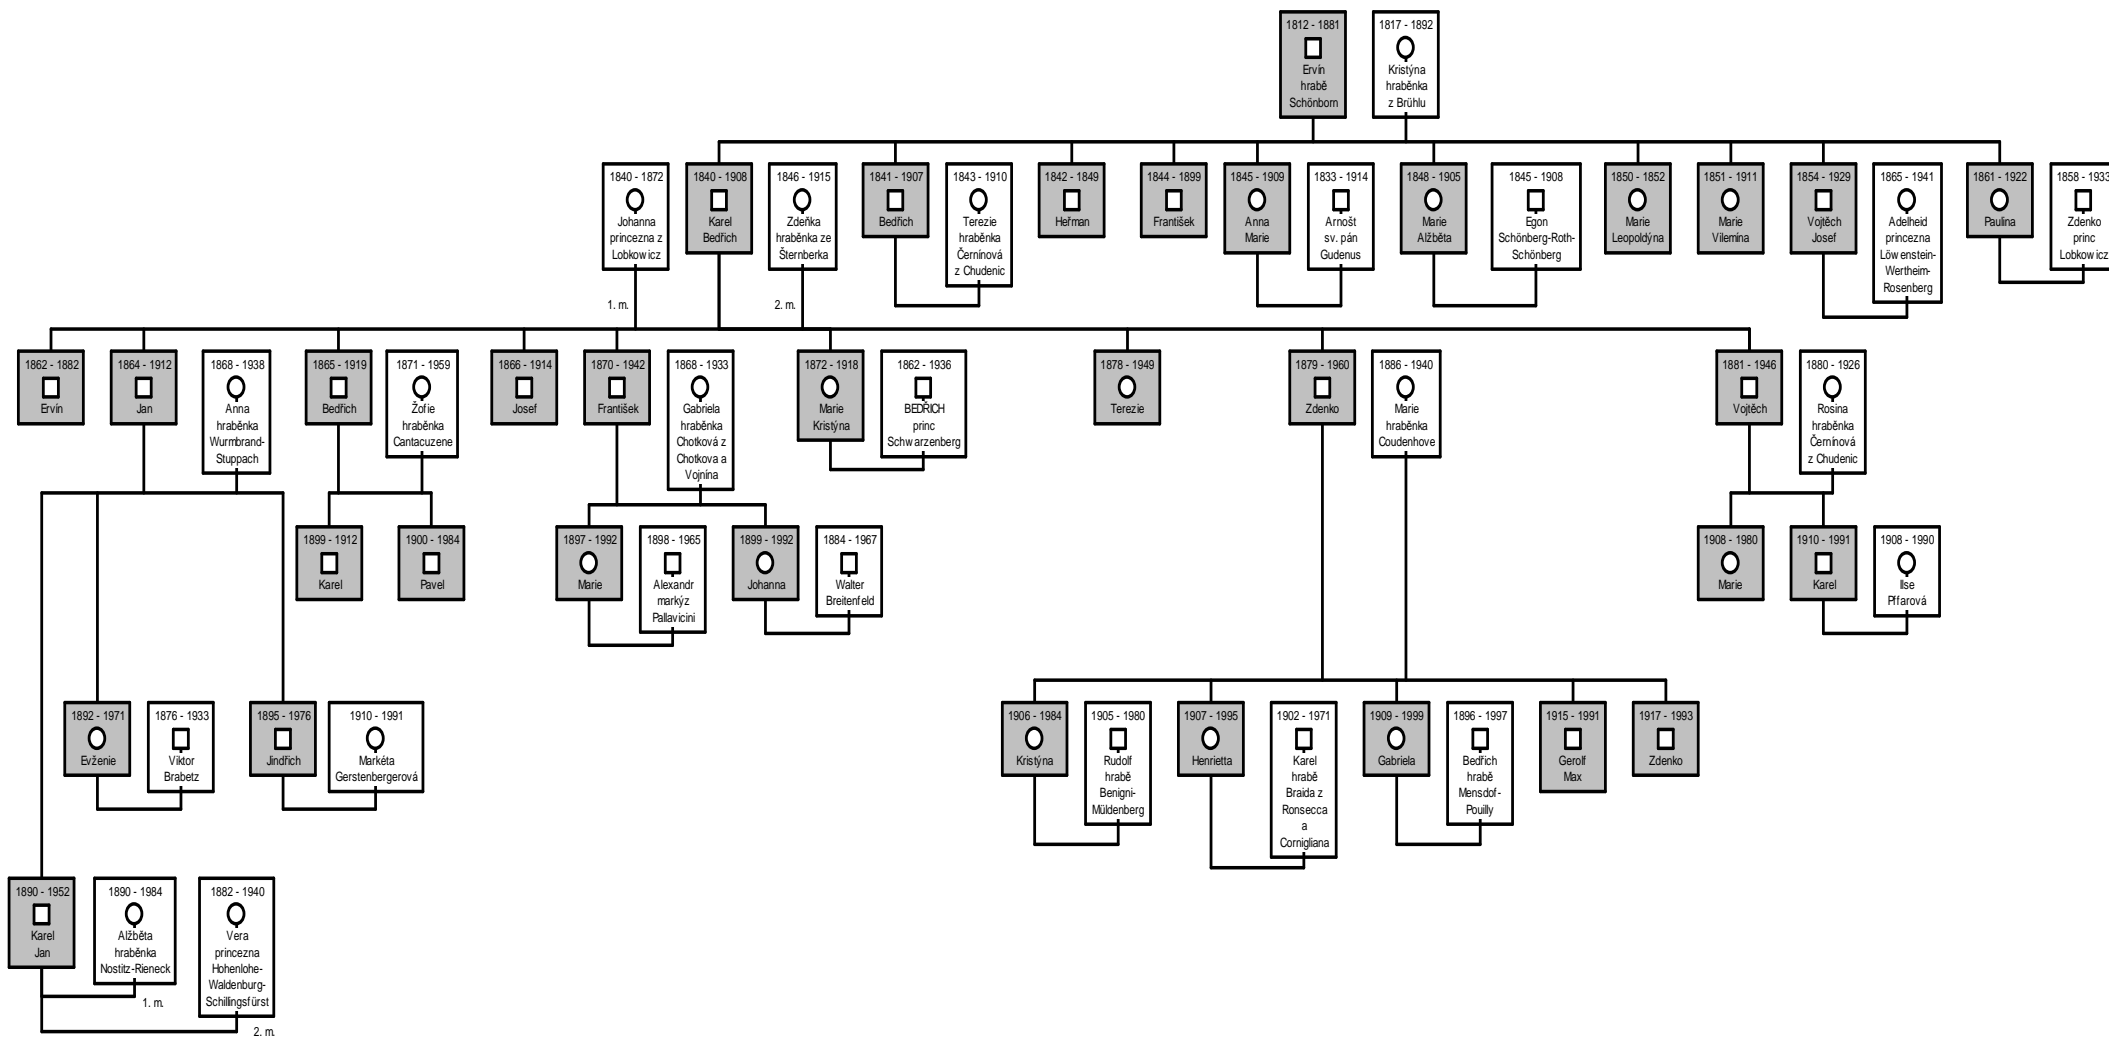 1812 - 1881
Ervín
hrabě
Schönborn
1817 - 1892
Kristýna
hraběnka
z Brühlu
1840 - 1872
Johanna
princezna z
Lobkowicz
1. m.
1840 - 1908
Karel
Bedřich
1846 - 1915
Zdeňka
hraběnka ze
Šternberka
2. m.
1841 - 1907
Bedřich
1843 - 1910
Terezie
hraběnka
Černínová
z Chudenic
1842 - 1849
Heřman
1844 - 1899
František
1845 - 1909
Anna
Marie
1833 - 1914
Arnošt
sv. pán
Gudenus
1848 - 1905
Marie
Alžběta
1845 - 1908
Egon
Schönberg-Roth-
Schönberg
1850 - 1852
Marie
Leopoldýna
1851 - 1911
Marie
Vilemína
1854 - 1929
Vojtěch
Josef
1865 - 1941
Adelheid
princezna
Löwenstein-
Wertheim-
Rosenberg
1861 - 1922
Paulina
1858 - 1933
Zdenko
princ
Lobkowicz
1862 - 1882
Ervín
1864 - 1912
Jan
1868 - 1938
Anna
hraběnka
Wurmbrand-
Stuppach
1865 - 1919
Bedřich
1871 - 1959
Žofie
hraběnka
Cantacuzene
1866 - 1914
Josef
1870 - 1942
František
1868 - 1933
Gabriela
hraběnka
Chotková z
Chotkova a
Vojnína
1872 - 1918
Marie
Kristýna
1862 - 1936
BEDŘICH
princ
Schwarzenberg
1878 - 1949
Terezie
1879 - 1960
Zdenko
1886 - 1940
Marie
hraběnka
Coudenhove
1881 - 1946
Vojtěch
1880 - 1926
Rosina
hraběnka
Černínová
z Chudenic
1899 - 1912
Karel
1900 - 1984
Pavel
1897 - 1992
Marie
1898 - 1965
Alexandr
markýz
Pallavicini
1899 - 1992
Johanna
1884 - 1967
Walter
Breitenfeld
1908 - 1980
Marie
1910 - 1991
Karel
1908 - 1990
Ilse
Pffarová
1892 - 1971
Evženie
1876 - 1933
Viktor
Brabetz
1895 - 1976
Jindřich
1910 - 1991
Markéta
Gerstenbergerová
1906 - 1984
Kristýna
1905 - 1980
Rudolf
hrabě
Benigni-
Müldenberg
1907 - 1995
Henrietta
1902 - 1971
Karel
hrabě
Braida z
Ronsecca
a
Cornigliana
1909 - 1999
Gabriela
1896 - 1997
Bedřich
hrabě
Mensdof-
Pouilly
1915 - 1991
Gerolf
Max
1917 - 1993
Zdenko
1890 - 1952
Karel
Jan
1890 - 1984
Alžběta
hraběnka
Nostitz-Rieneck
1. m.
1882 - 1940
Vera
princezna
Hohenlohe-
Waldenburg-
Schillingsfürst
2. m.